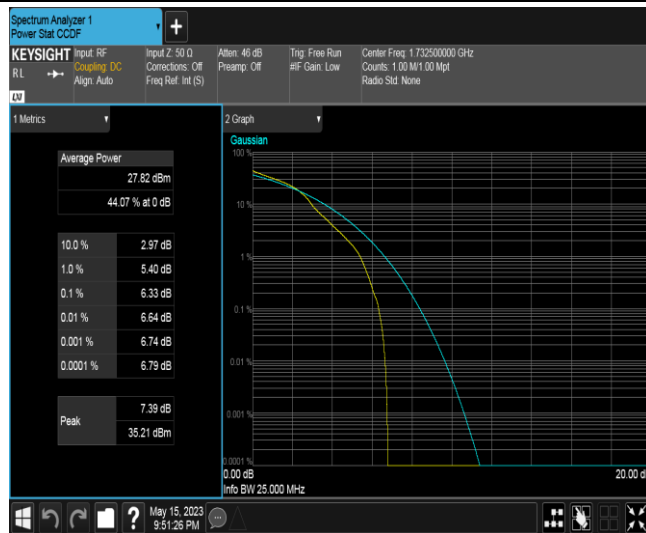 Spectrum Analyzer 1
Power Stat CCDF
KEYSIGHT
RL
Input: RF
Coupling: DC
Align: Auto
Input Z: 50 Ω
Corrections: Off
Freq Ref: Int (S)
Atten: 46 dB
Preamp: Off
Trig: Free Run
#IF Gain: Low
Center Freq: 1.732500000 GHz
Counts: 1.00 M/1.00 Mpt
Radio Std: None
1 Metrics
Average Power
27.82 dBm
44.07 % at 0 dB
10.0 % 2.97 dB
1.0 % 5.40 dB
0.1 % 6.33 dB
0.01 % 6.64 dB
0.001 % 6.74 dB
0.0001 % 6.79 dB
Peak
7.39 dB
35.21 dBm
2 Graph
Gaussian
100 %
10 %
1 %
0.1 %
0.01 %
0.001 %
0.0001 %
0.00 dB 20.00 d
Info BW 25.000 MHz
?
May 15, 2023
9:51:26 PM